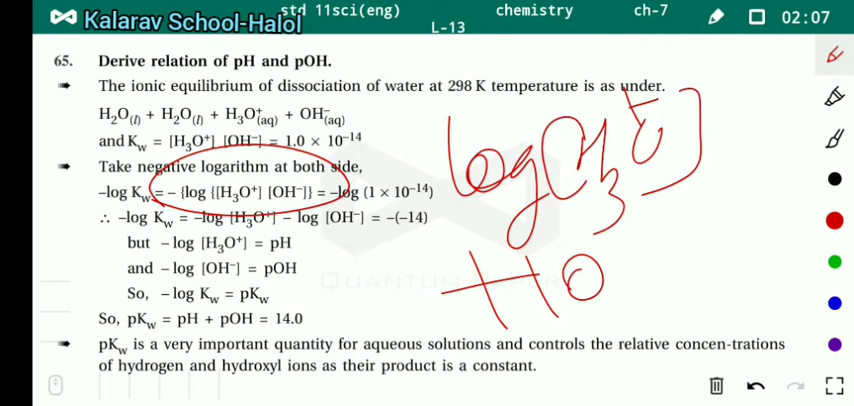 Kalarav School-Halol
std 11sci(eng) chemistry ch-7
L-13
02:07
65. Derive relation of pH and pOH.
The ionic equilibrium of dissociation of water at 298 K temperature is as under.
H₂O(l) + H₂O(l) + H₃O⁺(aq) + OH⁻(aq)
and Kw = [H₃O⁺] [OH⁻] = 1.0 × 10⁻¹⁴
Take negative logarithm at both side,
–log Kw = – {log {[H₃O⁺] [OH⁻]} = –log (1 × 10⁻¹⁴)
∴ –log Kw = –log [H₃O⁺] – log [OH⁻] = –(–14)
but – log [H₃O⁺] = pH
and – log [OH⁻] = pOH
So, – log Kw = pKw
So, pKw = pH + pOH = 14.0
pKw is a very important quantity for aqueous solutions and controls the relative concen-trations
of hydrogen and hydroxyl ions as their product is a constant.
QUANTUM
log
HO